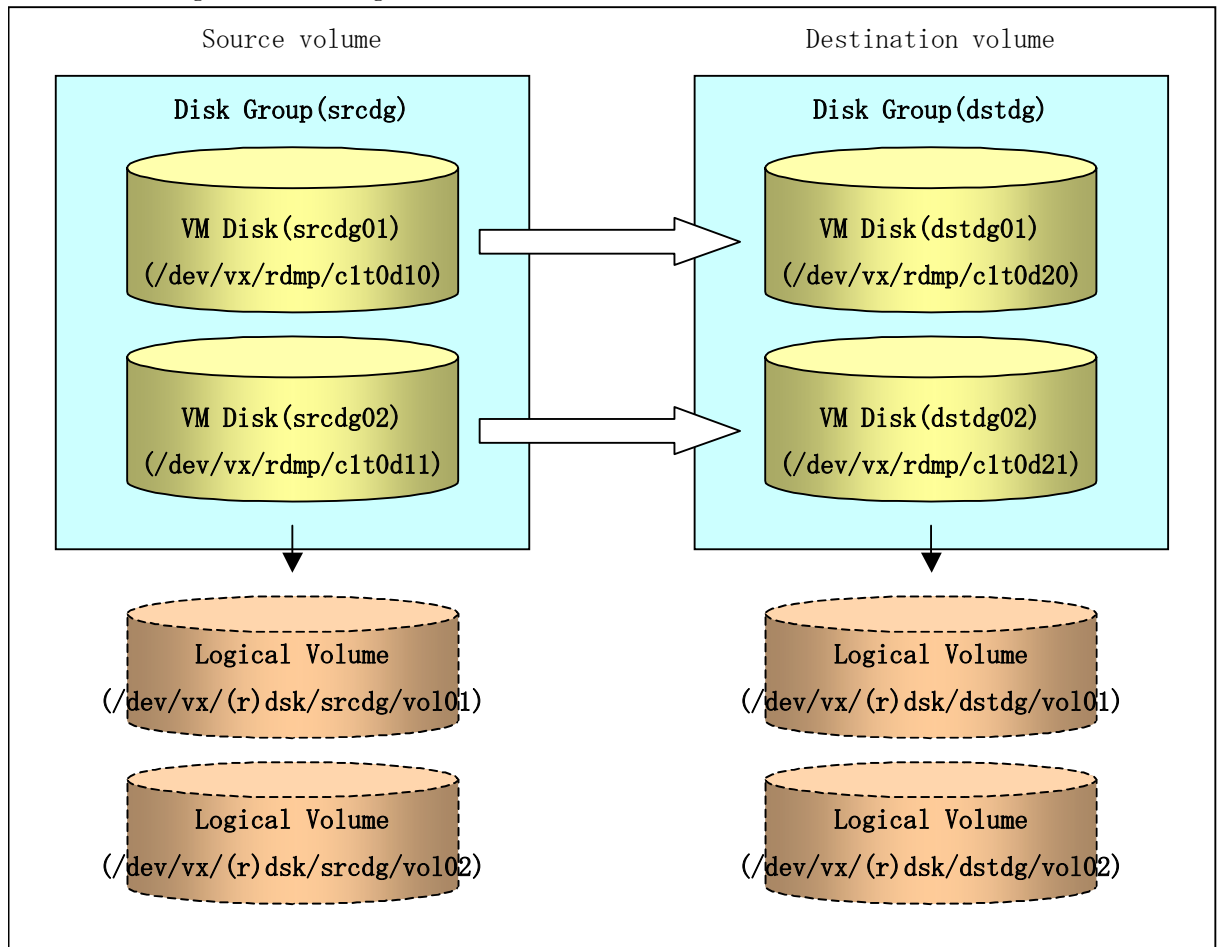 Source volume
Destination volume
Disk Group(srcdg)
VM Disk(srcdg01)
(/dev/vx/rdmp/c1t0d10)
VM Disk(srcdg02)
(/dev/vx/rdmp/c1t0d11)
Disk Group(dstdg)
VM Disk(dstdg01)
(/dev/vx/rdmp/c1t0d20)
VM Disk(dstdg02)
(/dev/vx/rdmp/c1t0d21)
Logical Volume
(/dev/vx/(r)dsk/srcdg/vol01)
Logical Volume
(/dev/vx/(r)dsk/srcdg/vol02)
Logical Volume
(/dev/vx/(r)dsk/dstdg/vol01)
Logical Volume
(/dev/vx/(r)dsk/dstdg/vol02)